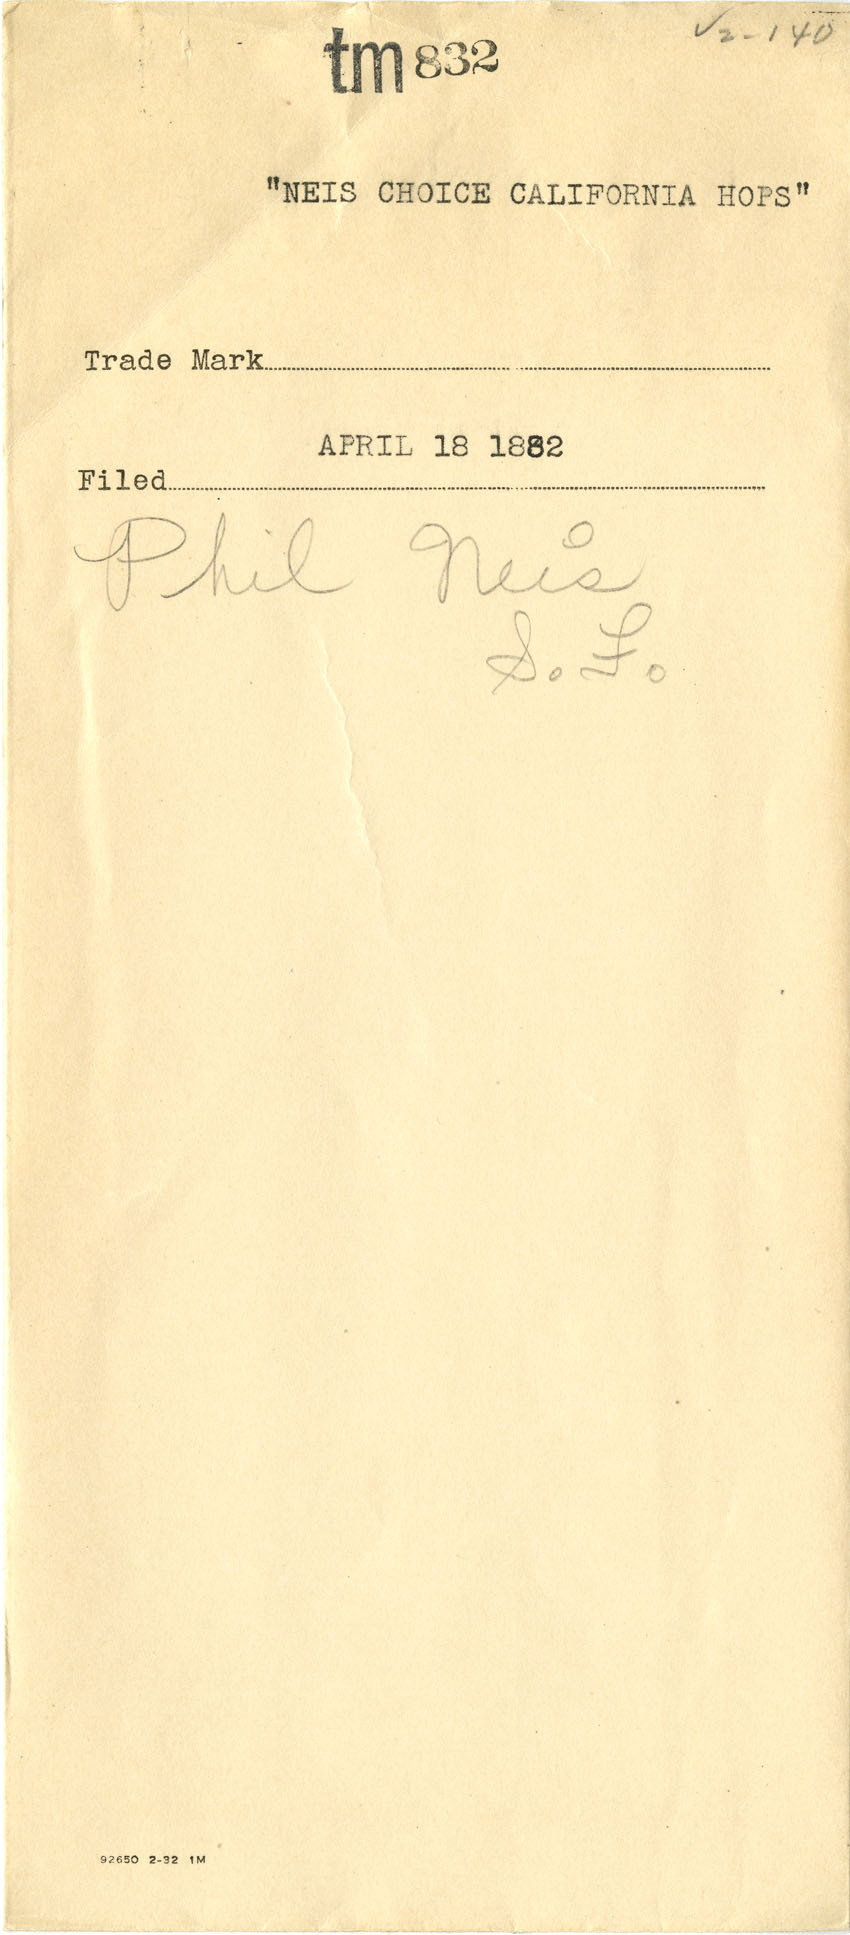 √2-140
tm 832
"NEIS CHOICE CALIFORNIA HOPS"
Trade Mark
APRIL 18 1882
Filed
Phil Neis
S. F.
92650 2-32 1M